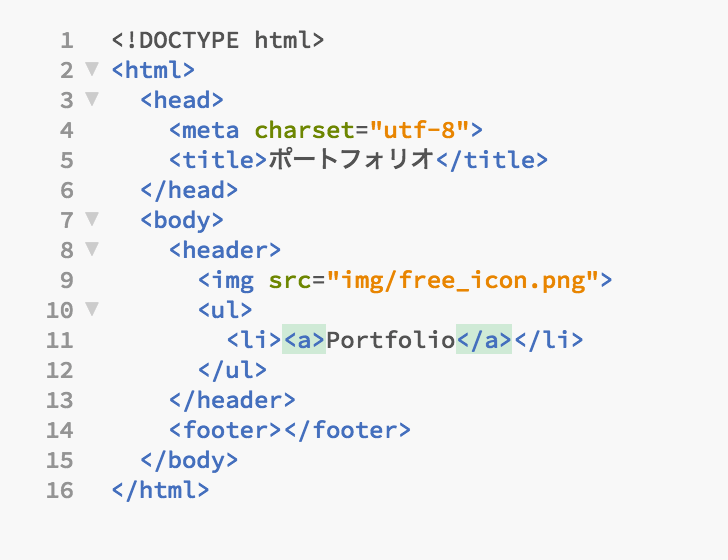 1 <!DOCTYPE html>
2 <html>
3 <head>
4 <meta charset="utf-8">
5 <title>ポートフォリオ</title>
6 </head>
7 <body>
8 <header>
9 <img src="img/free_icon.png">
10 <ul>
11 <li><a>Portfolio</a></li>
12 </ul>
13 </header>
14 <footer></footer>
15 </body>
16 </html>